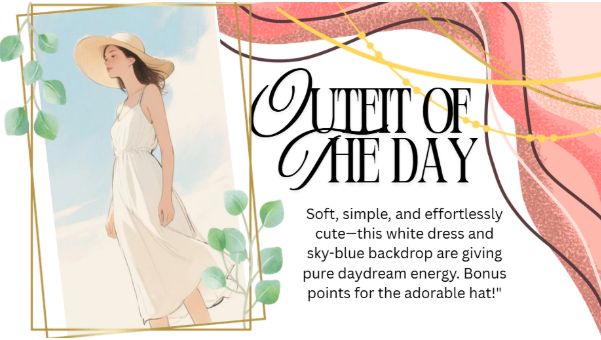 OUTFIT OF
THE DAY
Soft, simple, and effortlessly
cute—this white dress and
sky-blue backdrop are giving
pure daydream energy. Bonus
points for the adorable hat!"